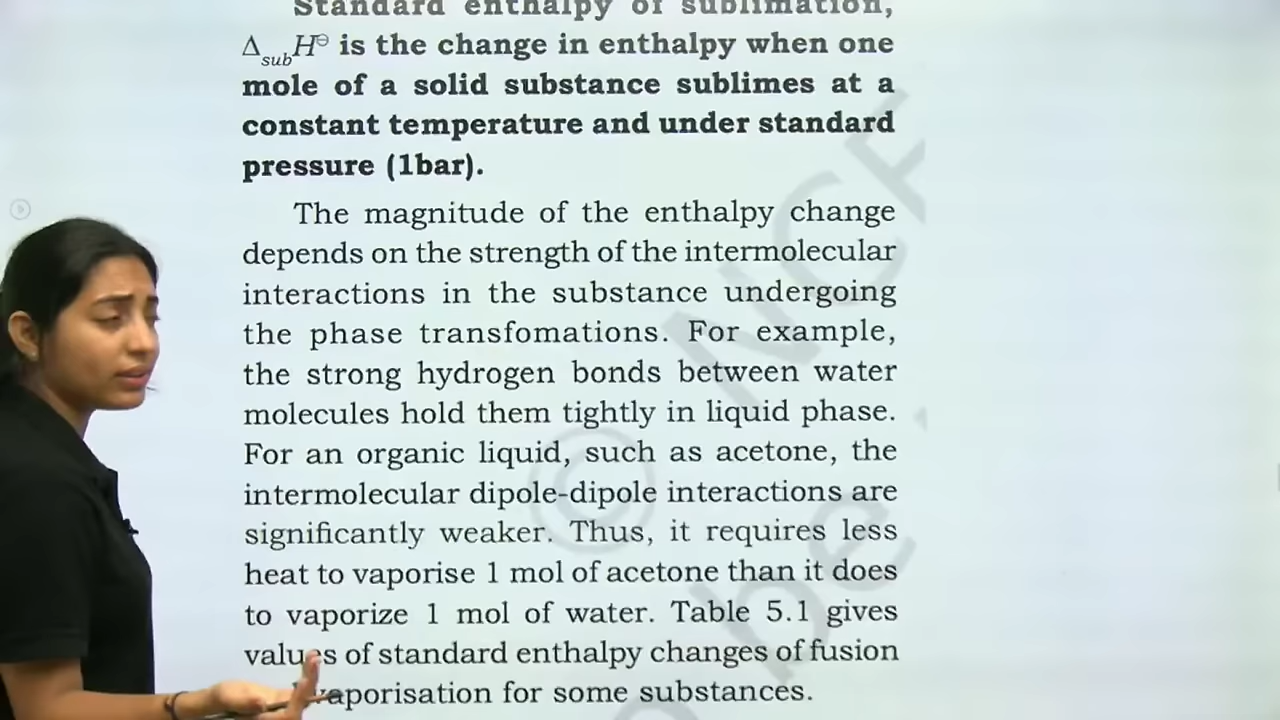 Standard enthalpy of sublimation,
ΔsubH⊖ is the change in enthalpy when one
mole of a solid substance sublimes at a
constant temperature and under standard
pressure (1bar).
The magnitude of the enthalpy change
depends on the strength of the intermolecular
interactions in the substance undergoing
the phase transfomations. For example,
the strong hydrogen bonds between water
molecules hold them tightly in liquid phase.
For an organic liquid, such as acetone, the
intermolecular dipole-dipole interactions are
significantly weaker. Thus, it requires less
heat to vaporise 1 mol of acetone than it does
to vaporize 1 mol of water. Table 5.1 gives
values of standard enthalpy changes of fusion
vaporisation for some substances.
© NCE
be